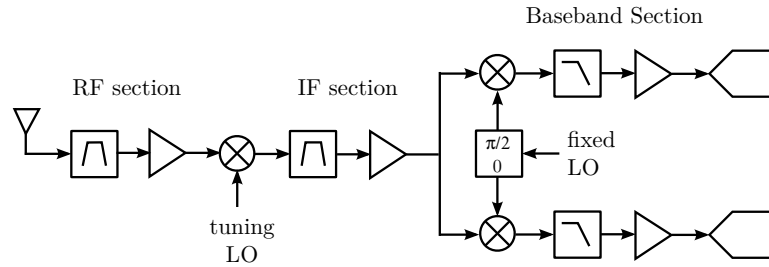 Baseband Section
RF section
IF section
π/2
0
fixed
LO
tuning
LO